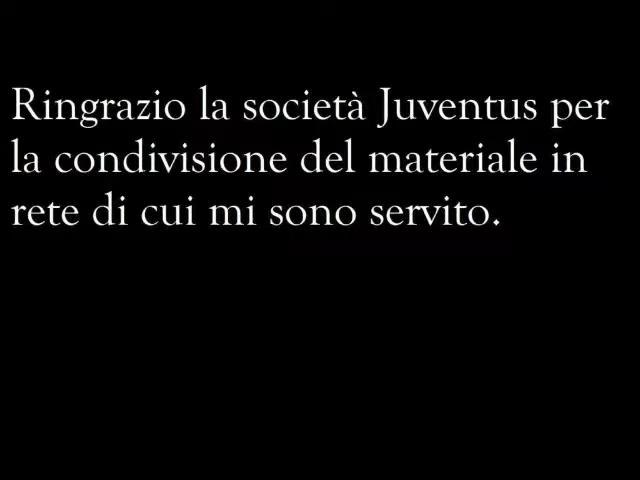 Ringrazio la società Juventus per
la condivisione del materiale in
rete di cui mi sono servito.